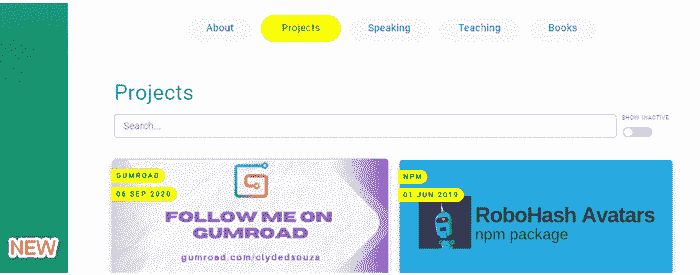 About Projects Speaking Teaching Books
Projects
Search...
SHOW INACTIVE
GUMROAD
06 SEP 2020
FOLLOW ME ON
GUMROAD
gumroad.com/clydedsouza
NPM
01 JUN 2019
RoboHash Avatars
npm package
NEW